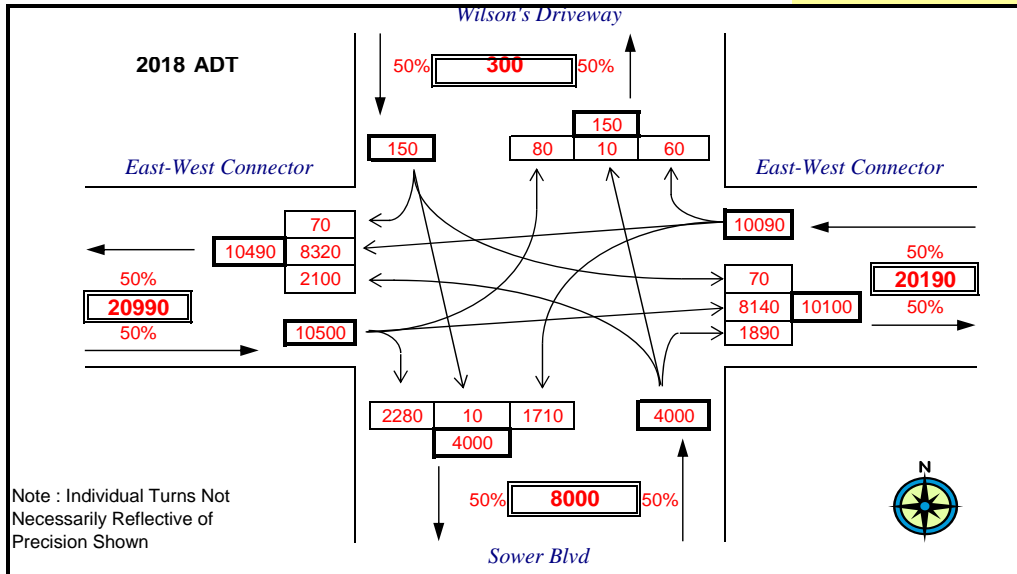 Wilson's Driveway
2018 ADT
50% 300 50%
150
150 80 10 60
East-West Connector East-West Connector
70
10490 8320
2100
10090
50%
20990
50%
50%
20190
50%
10500
70
8140 10100
1890
2280 10 1710 4000
4000
50% 8000 50%
N
Note : Individual Turns Not
Necessarily Reflective of
Precision Shown
Sower Blvd